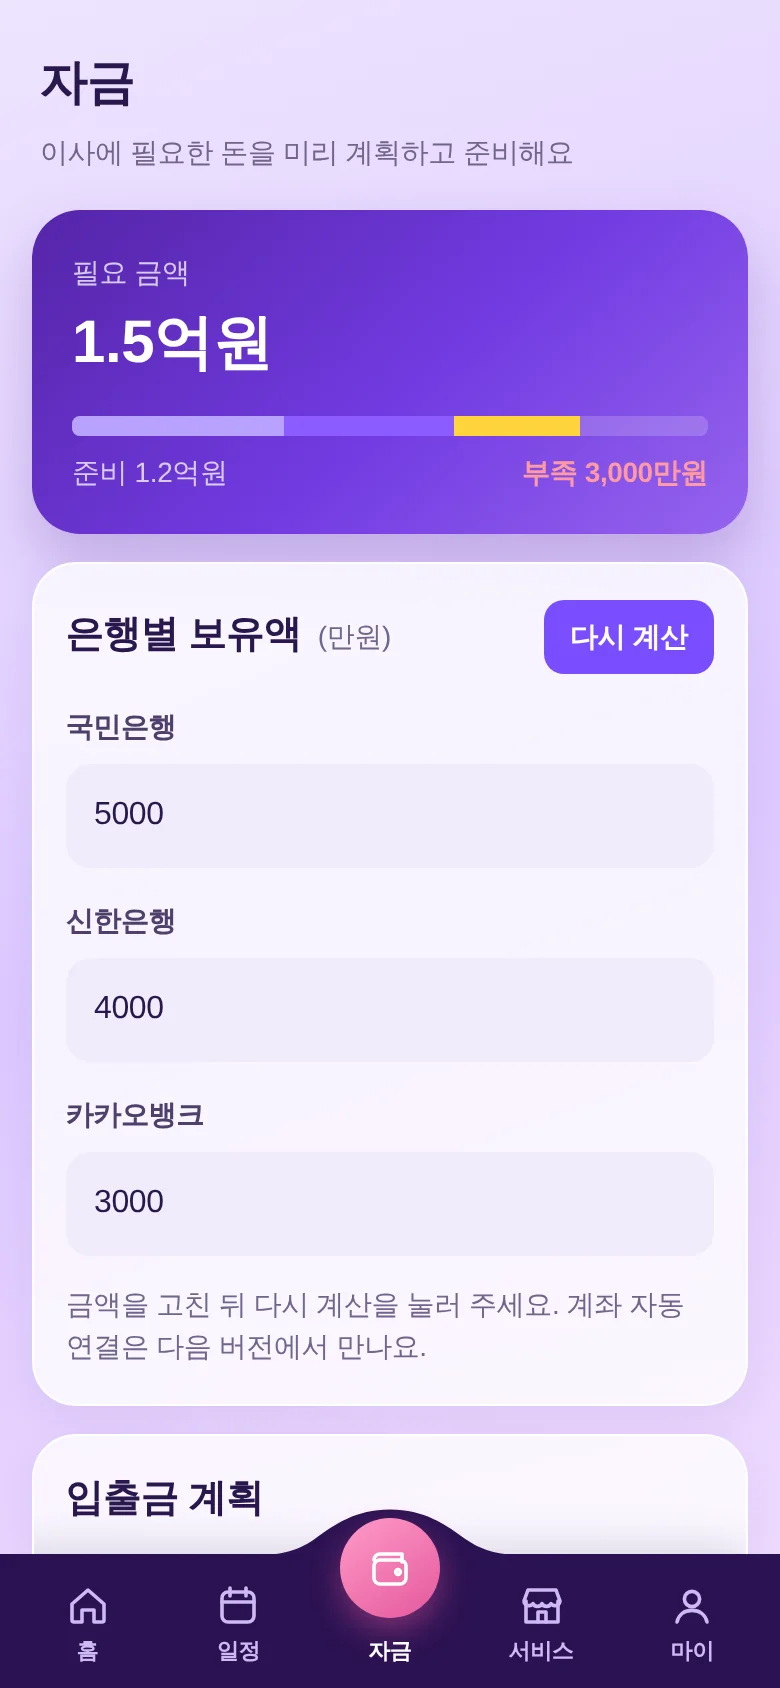 자금
이사에 필요한 돈을 미리 계획하고 준비해요
필요 금액
1.5억원
준비 1.2억원
부족 3,000만원
은행별 보유액 (만원)
다시 계산
국민은행
5000
신한은행
4000
카카오뱅크
3000
금액을 고친 뒤 다시 계산을 눌러 주세요. 계좌 자동
연결은 다음 버전에서 만나요.
입출금 계획
홈
일정
자금
서비스
마이